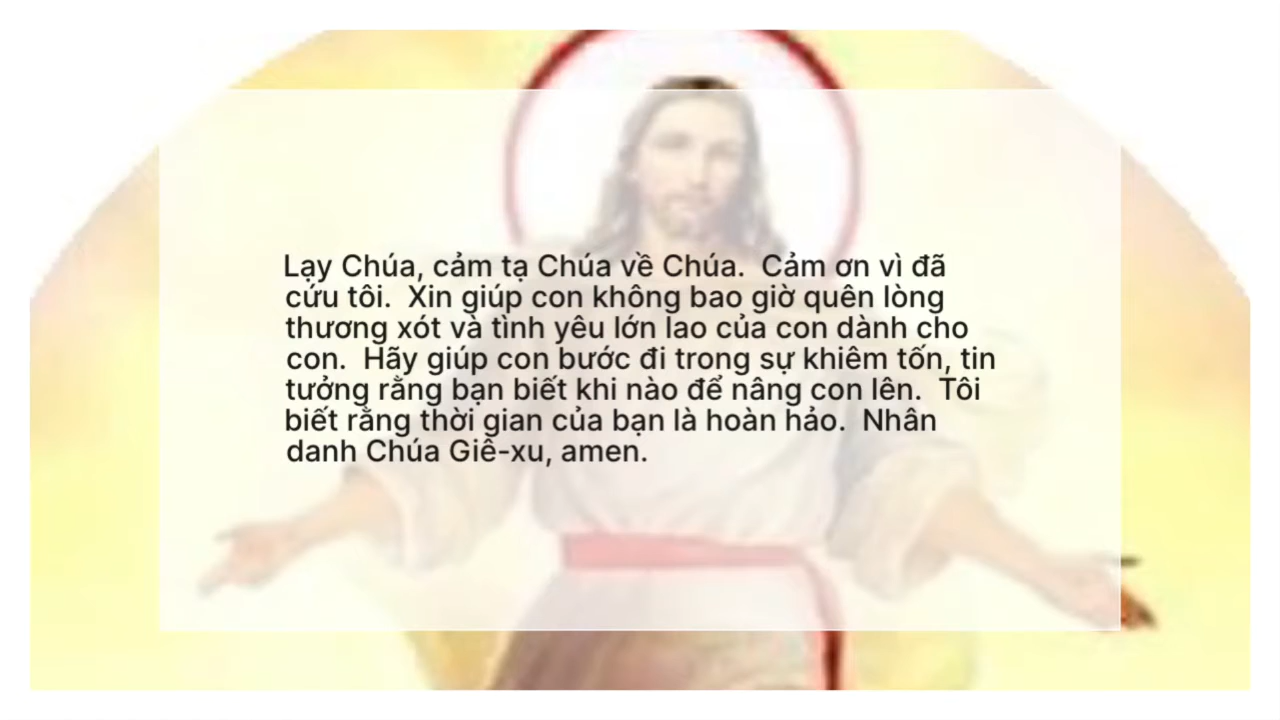 Lạy Chúa, cảm tạ Chúa về Chúa.  Cảm ơn vì đã
cứu tôi.  Xin giúp con không bao giờ quên lòng
thương xót và tình yêu lớn lao của con dành cho
con.  Hãy giúp con bước đi trong sự khiêm tốn, tin
tưởng rằng bạn biết khi nào để nâng con lên.  Tôi
biết rằng thời gian của bạn là hoàn hảo.  Nhân
danh Chúa Giê-xu, amen.